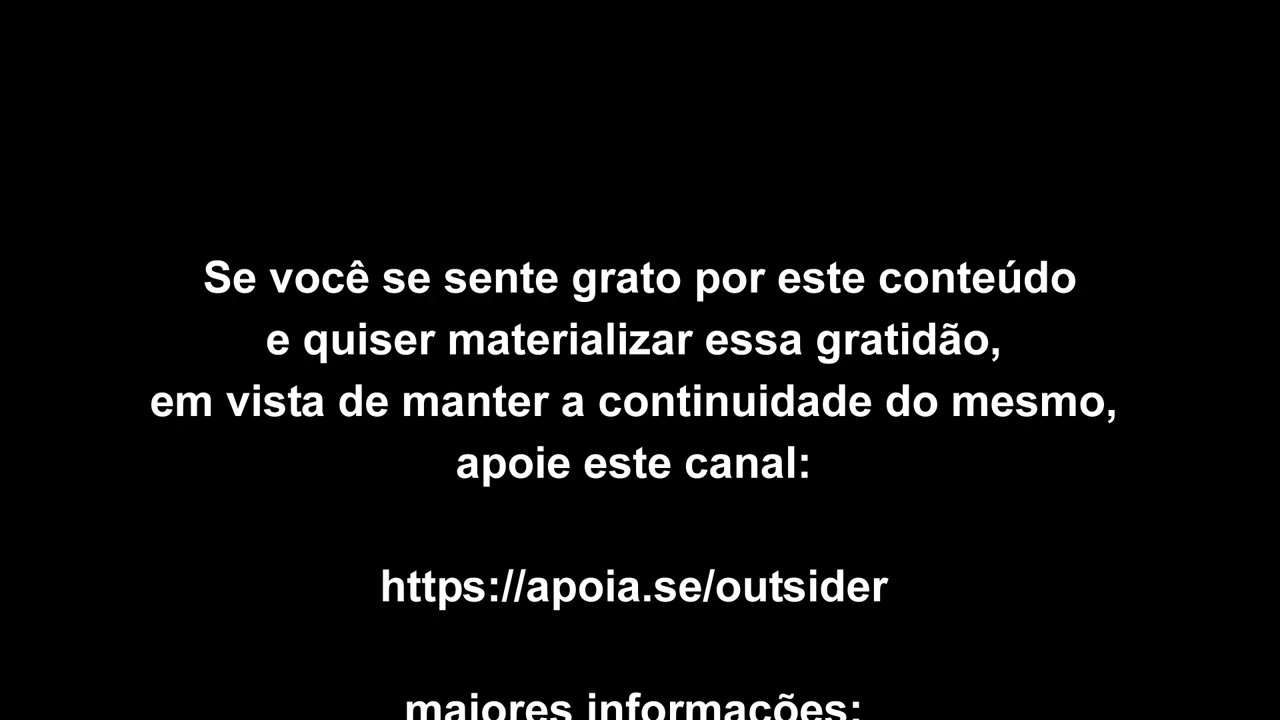 Se você se sente grato por este conteúdo
e quiser materializar essa gratidão,
em vista de manter a continuidade do mesmo,
apoie este canal:
https://apoia.se/outsider
maiores informações: